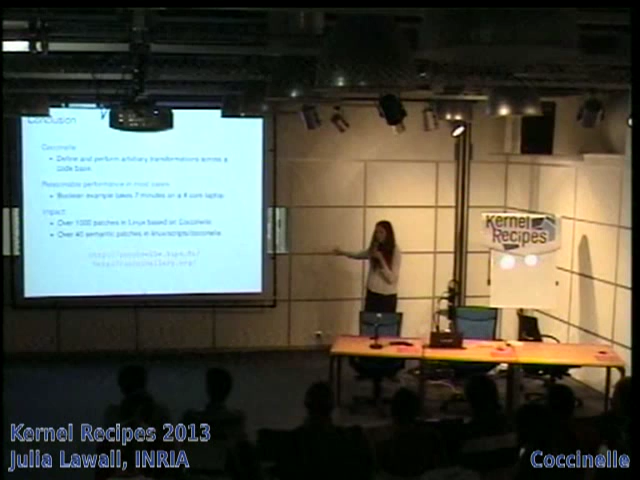 Conclusion
Coccinelle
• Define and perform arbitrary transformations across a
code base.
Reasonable performance in most cases
• Boolean example takes 7 minutes on a 4 core laptop.
Impact
• Over 1000 patches in Linux based on Coccinelle
• Over 40 semantic patches in linux/scripts/coccinelle
Kernel
Recipes
Kernel Recipes 2013
Julia Lawall, INRIA
Coccinelle